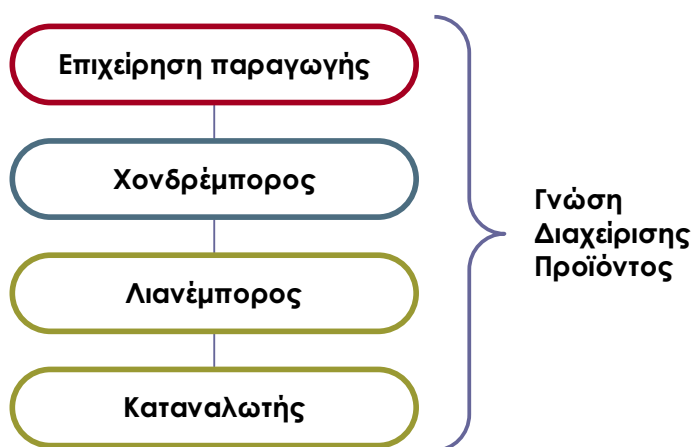 Επιχείρηση παραγωγής
Χονδρέμπορος
Λιανέμπορος
Καταναλωτής
Γνώση
Διαχείρισης
Προϊόντος